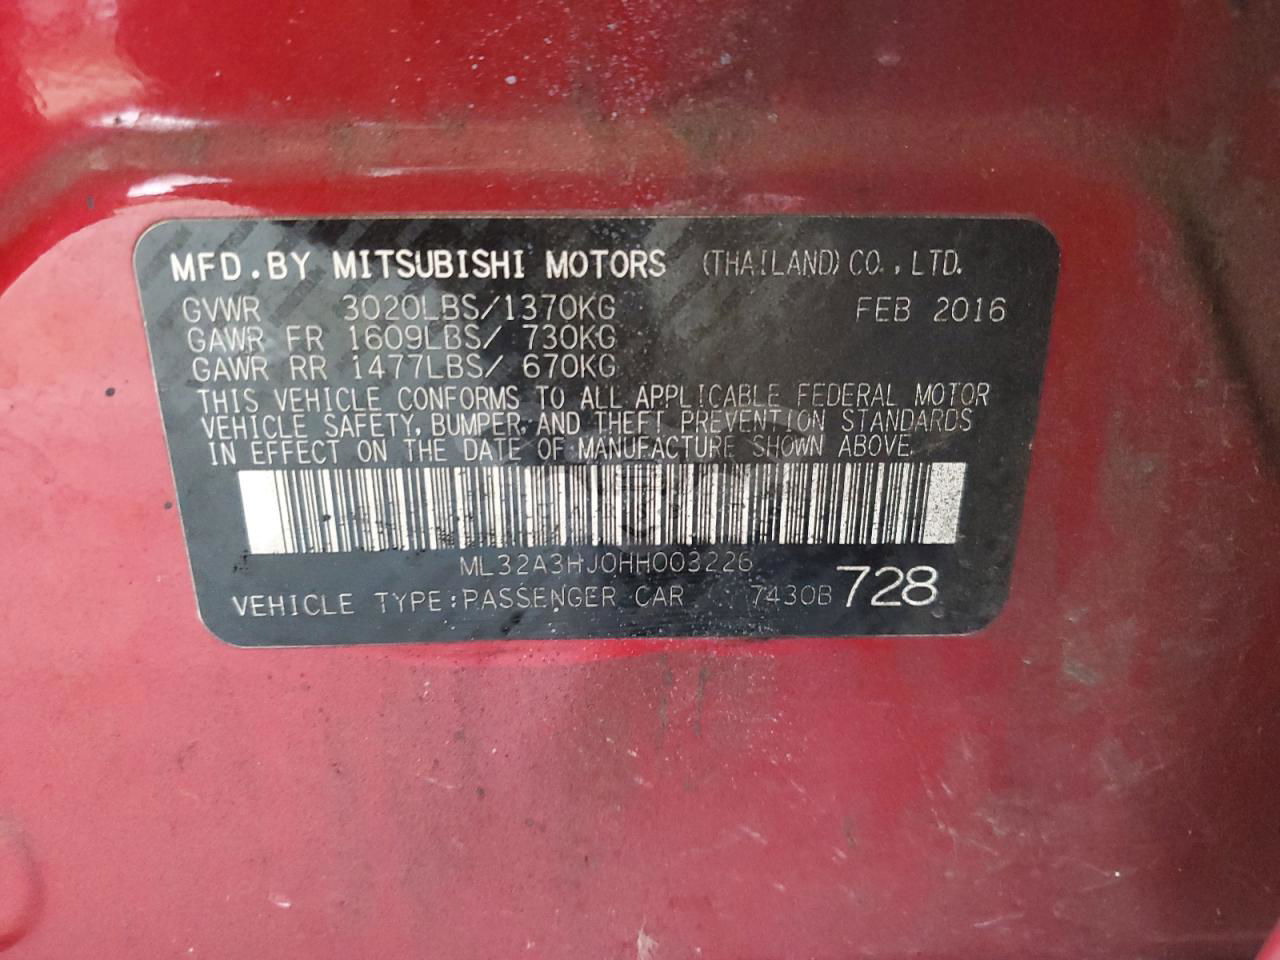 MFD.BY MITSUBISHI MOTORS (THAILAND) CO.,LTD.
GVWR 3020LBS/1370KG FEB 2016
GAWR FR 1609LBS/ 730KG
GAWR RR 1477LBS/ 670KG
THIS VEHICLE CONFORMS TO ALL APPLICABLE FEDERAL MOTOR
VEHICLE SAFETY, BUMPER, AND THEFT PREVENTION STANDARDS
IN EFFECT ON THE DATE OF MANUFACTURE SHOWN ABOVE.
ML32A3HJ0HH003226
VEHICLE TYPE:PASSENGER CAR 7430B 728